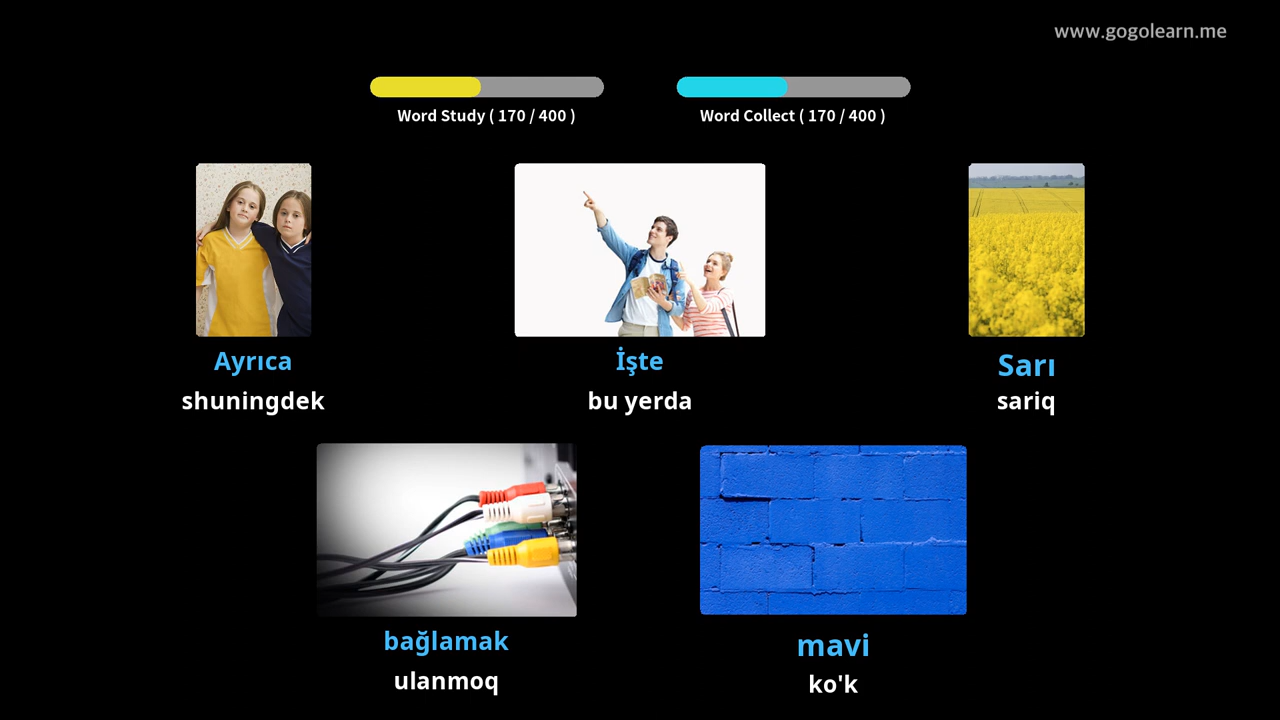 www.gogolearn.me
Word Study ( 170 / 400 )
Word Collect ( 170 / 400 )
Ayrıca
shuningdek
İşte
bu yerda
Sarı
sariq
bağlamak
ulanmoq
mavi
ko'k